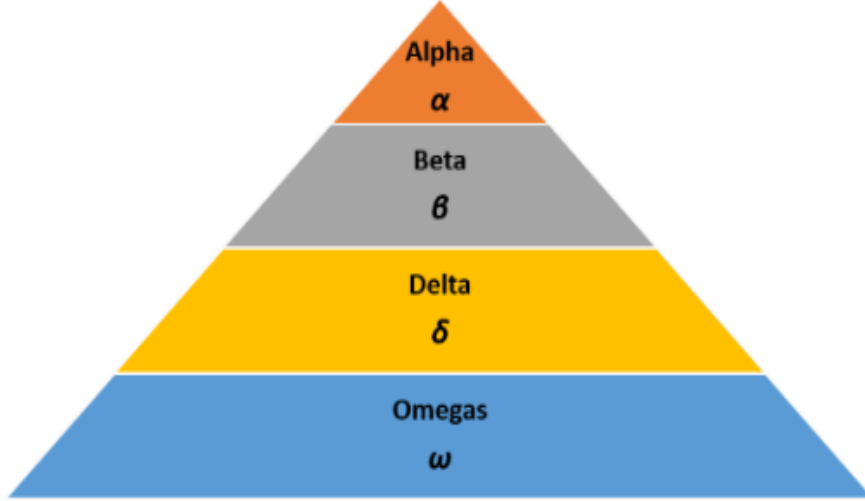 Alpha
α
Beta
β
Delta
δ
Omegas
ω